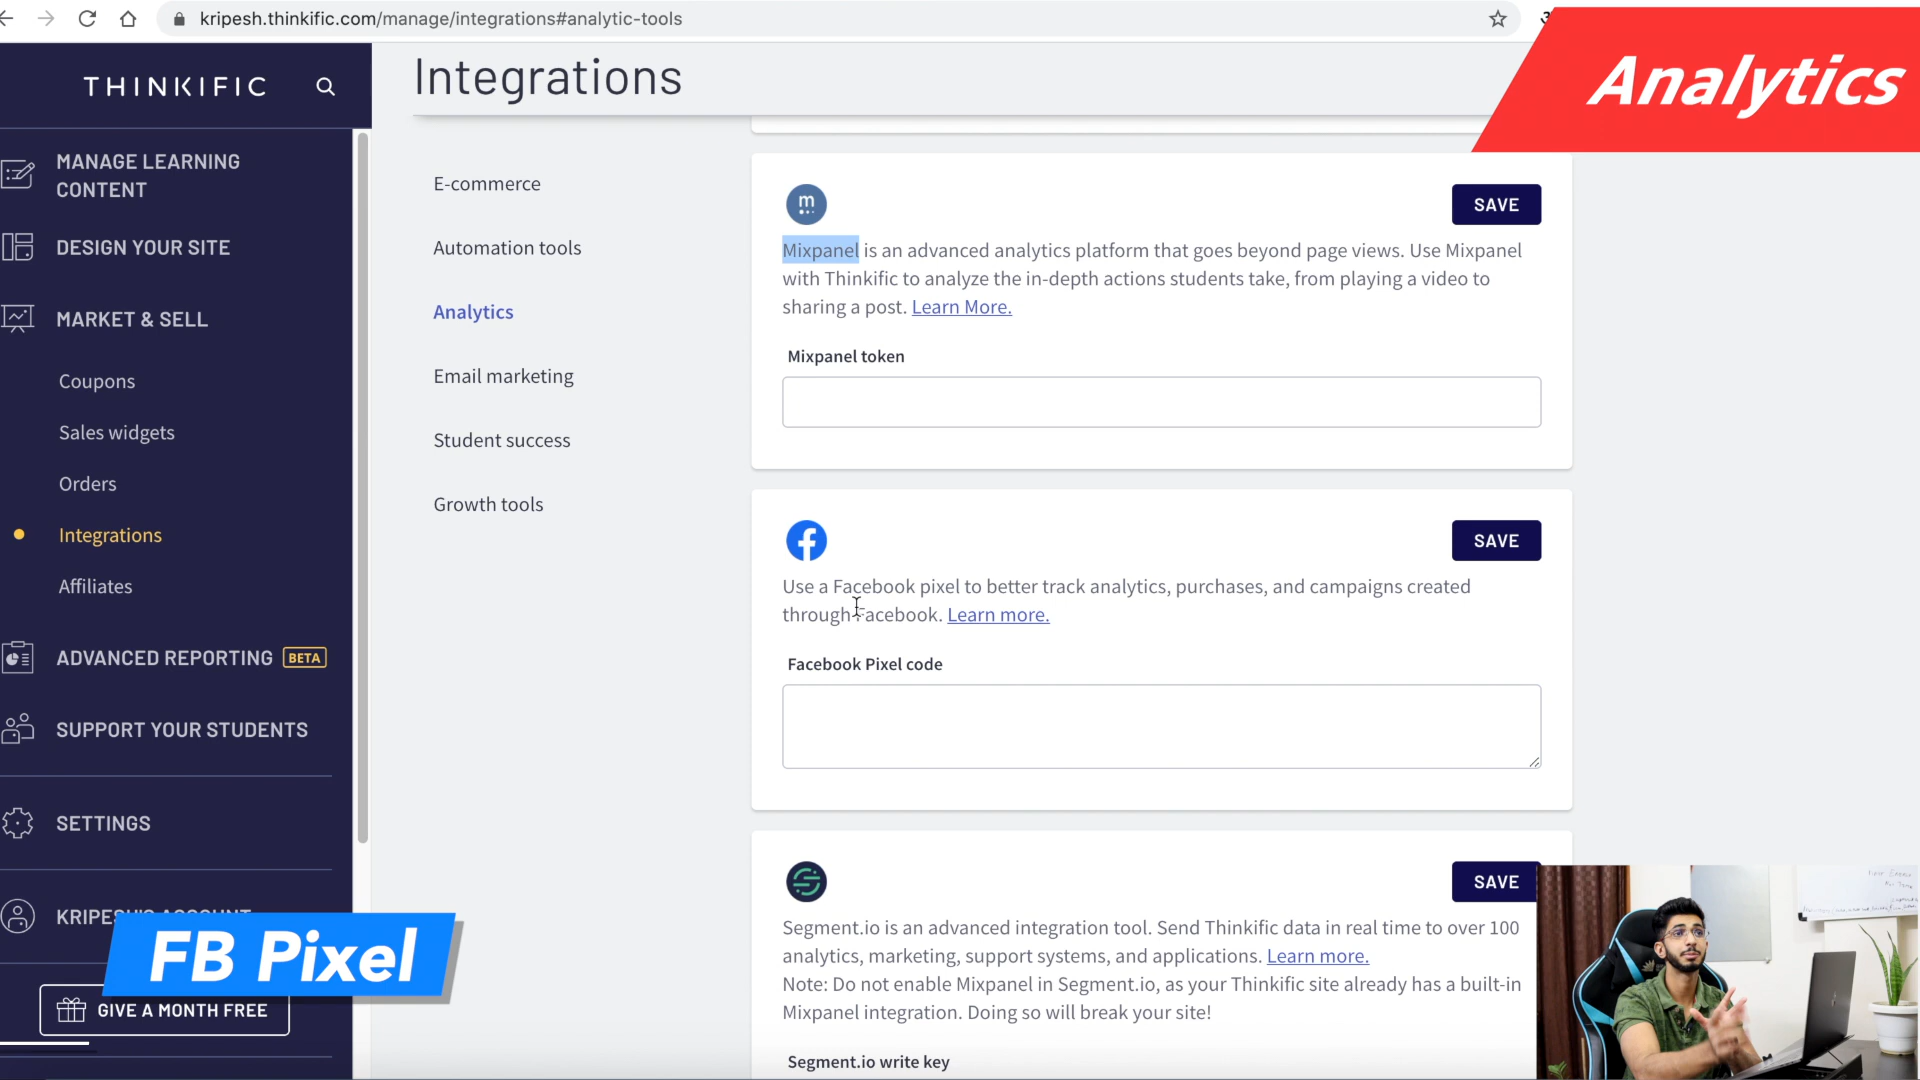 kripesh.thinkific.com/manage/integrations#analytic-tools
Analytics
THINKIFIC
Integrations
MANAGE LEARNING
CONTENT
DESIGN YOUR SITE
MARKET & SELL
Coupons
Sales widgets
Orders
Integrations
Affiliates
ADVANCED REPORTING BETA
SUPPORT YOUR STUDENTS
SETTINGS
FB Pixel
GIVE A MONTH FREE
E-commerce
Automation tools
Analytics
Email marketing
Student success
Growth tools
SAVE
Mixpanel is an advanced analytics platform that goes beyond page views. Use Mixpanel
with Thinkific to analyze the in-depth actions students take, from playing a video to
sharing a post. Learn More.
Mixpanel token
SAVE
Use a Facebook pixel to better track analytics, purchases, and campaigns created
through Facebook. Learn more.
Facebook Pixel code
SAVE
Segment.io is an advanced integration tool. Send Thinkific data in real time to over 100
analytics, marketing, support systems, and applications. Learn more.
Note: Do not enable Mixpanel in Segment.io, as your Thinkific site already has a built-in
Mixpanel integration. Doing so will break your site!
Segment.io write key